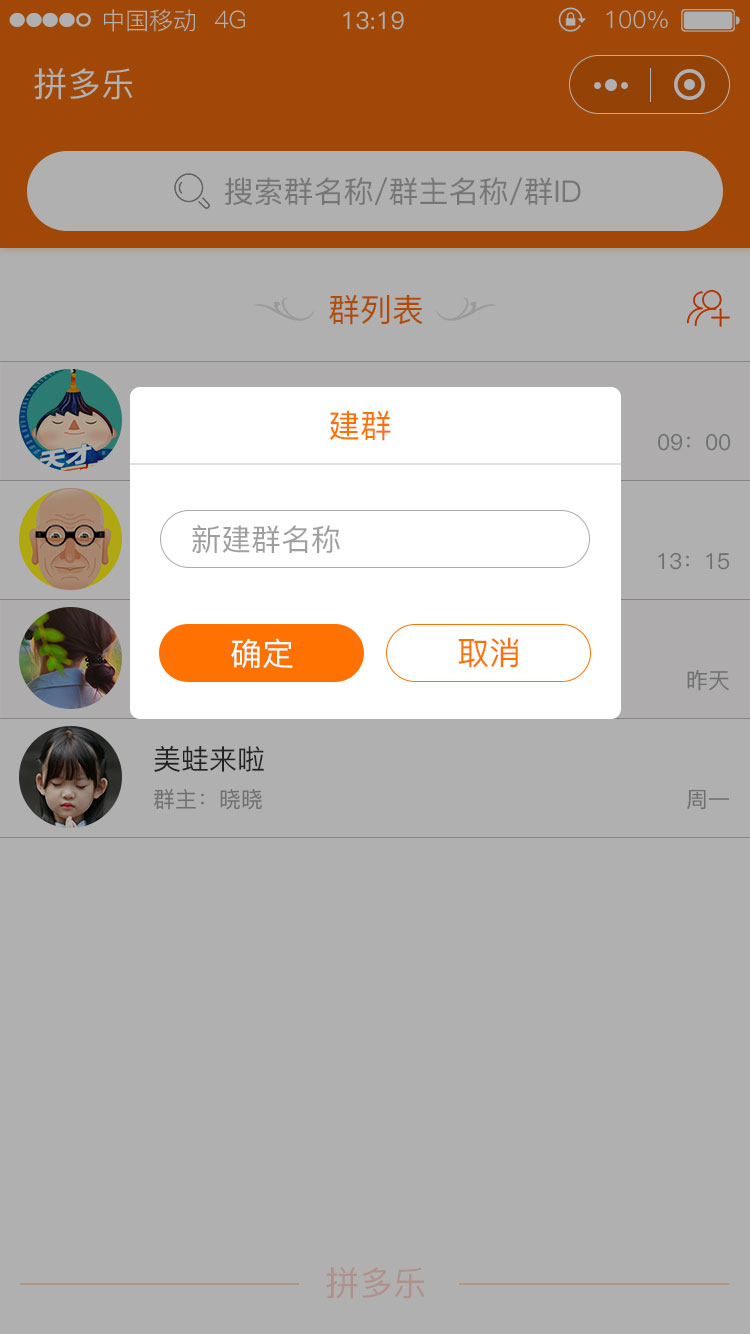 中国移动 4G 13:19 100%
拼多乐
搜索群名称/群主名称/群ID
群列表
天才
09：00
建群
新建群名称
13：15
确定 取消
昨天
美蛙来啦
群主：晓晓 周一
拼多乐